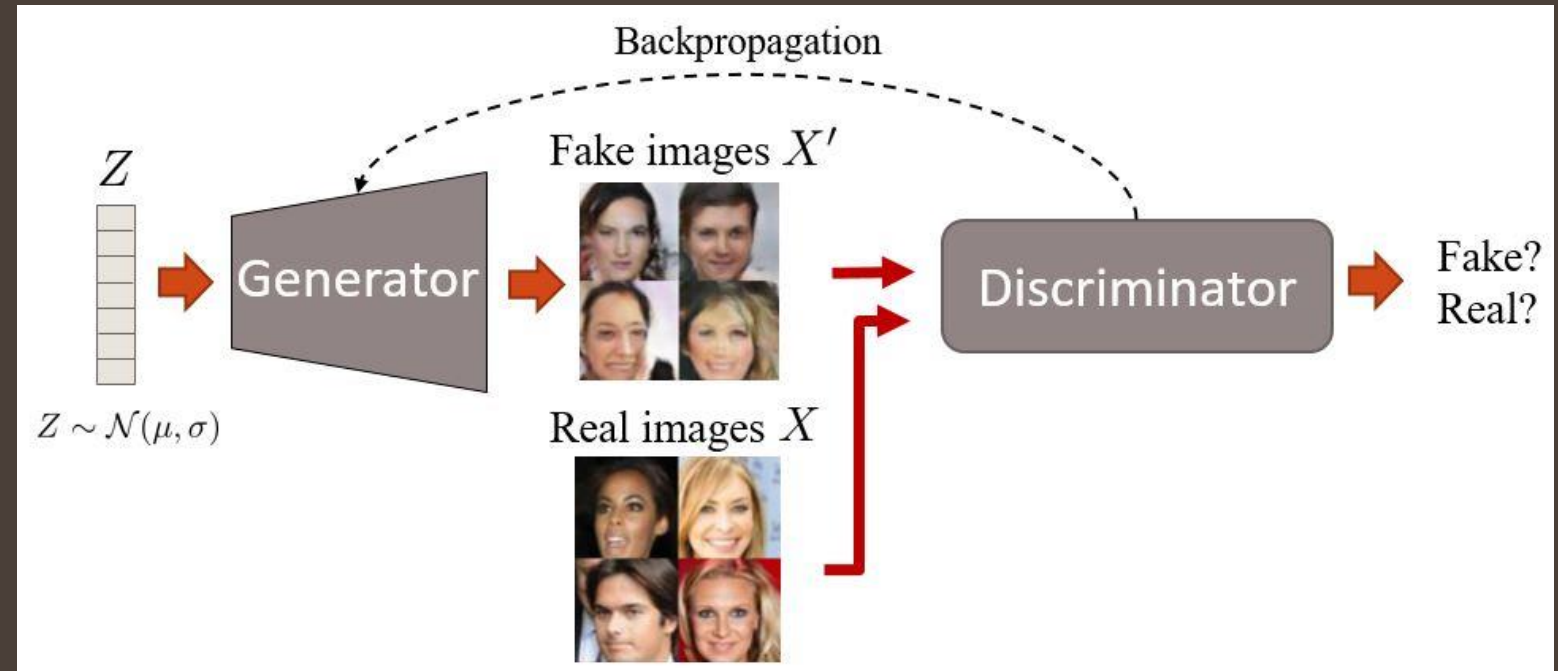 Backpropagation
Z
Fake images X′
Generator
Discriminator
Fake?
Real?
Z ∼ 𝒩(μ, σ)
Real images X